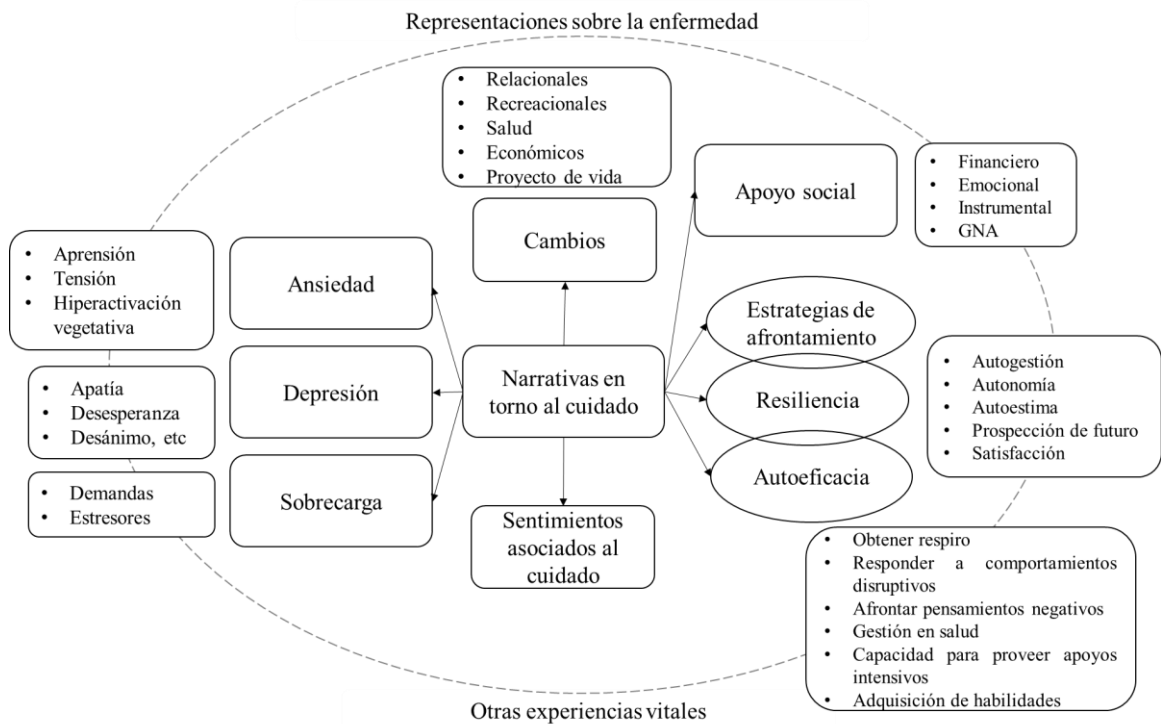 Representaciones sobre la enfermedad
• Relacionales
• Recreacionales
• Salud
• Económicos
• Proyecto de vida
Cambios
Apoyo social
• Financiero
• Emocional
• Instrumental
• GNA
• Aprensión
• Tensión
• Hiperactivación
vegetativa
Ansiedad
Estrategias de
afrontamiento
• Apatía
• Desesperanza
• Desánimo, etc
Depresión
Narrativas en
torno al cuidado
Resiliencia
• Autogestión
• Autonomía
• Autoestima
• Prospección de futuro
• Satisfacción
• Demandas
• Estresores
Sobrecarga
Autoeficacia
Sentimientos
asociados al
cuidado
• Obtener respiro
• Responder a comportamientos
disruptivos
• Afrontar pensamientos negativos
• Gestión en salud
• Capacidad para proveer apoyos
intensivos
• Adquisición de habilidades
Otras experiencias vitales